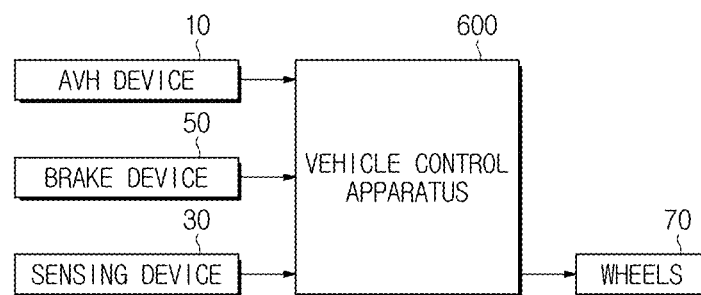 10
AVH DEVICE
50
BRAKE DEVICE
30
SENSING DEVICE
600
VEHICLE CONTROL
APPARATUS
70
WHEELS